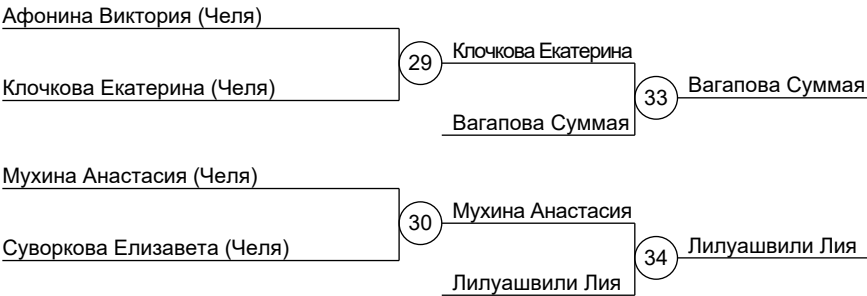 Афонина Виктория (Челя)
29
Клочкова Екатерина
Клочкова Екатерина (Челя)
33
Вагапова Суммая
Вагапова Суммая
Мухина Анастасия (Челя)
30
Мухина Анастасия
Суворкова Елизавета (Челя)
34
Лилуашвили Лия
Лилуашвили Лия